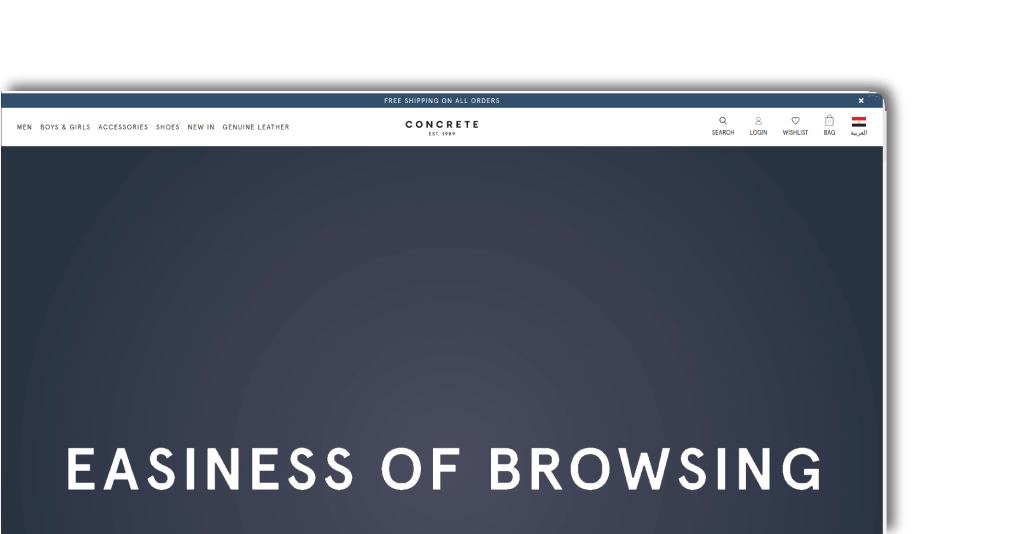 FREE SHIPPING ON ALL ORDERS
MEN BOYS & GIRLS ACCESSORIES SHOES NEW IN GENUINE LEATHER
CONCRETE
EST. 1989
SEARCH LOGIN WISHLIST BAG العربية
EASINESS OF BROWSING